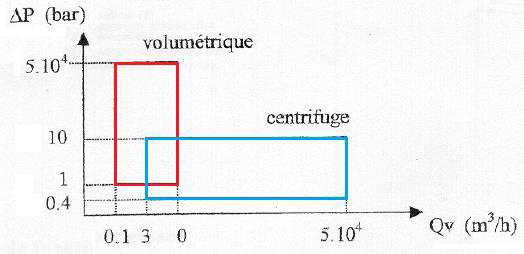 ΔP (bar)
volumétrique
5.10⁴
centrifuge
10
1
0.4
0.1 3 0 5.10⁴ Qv (m³/h)